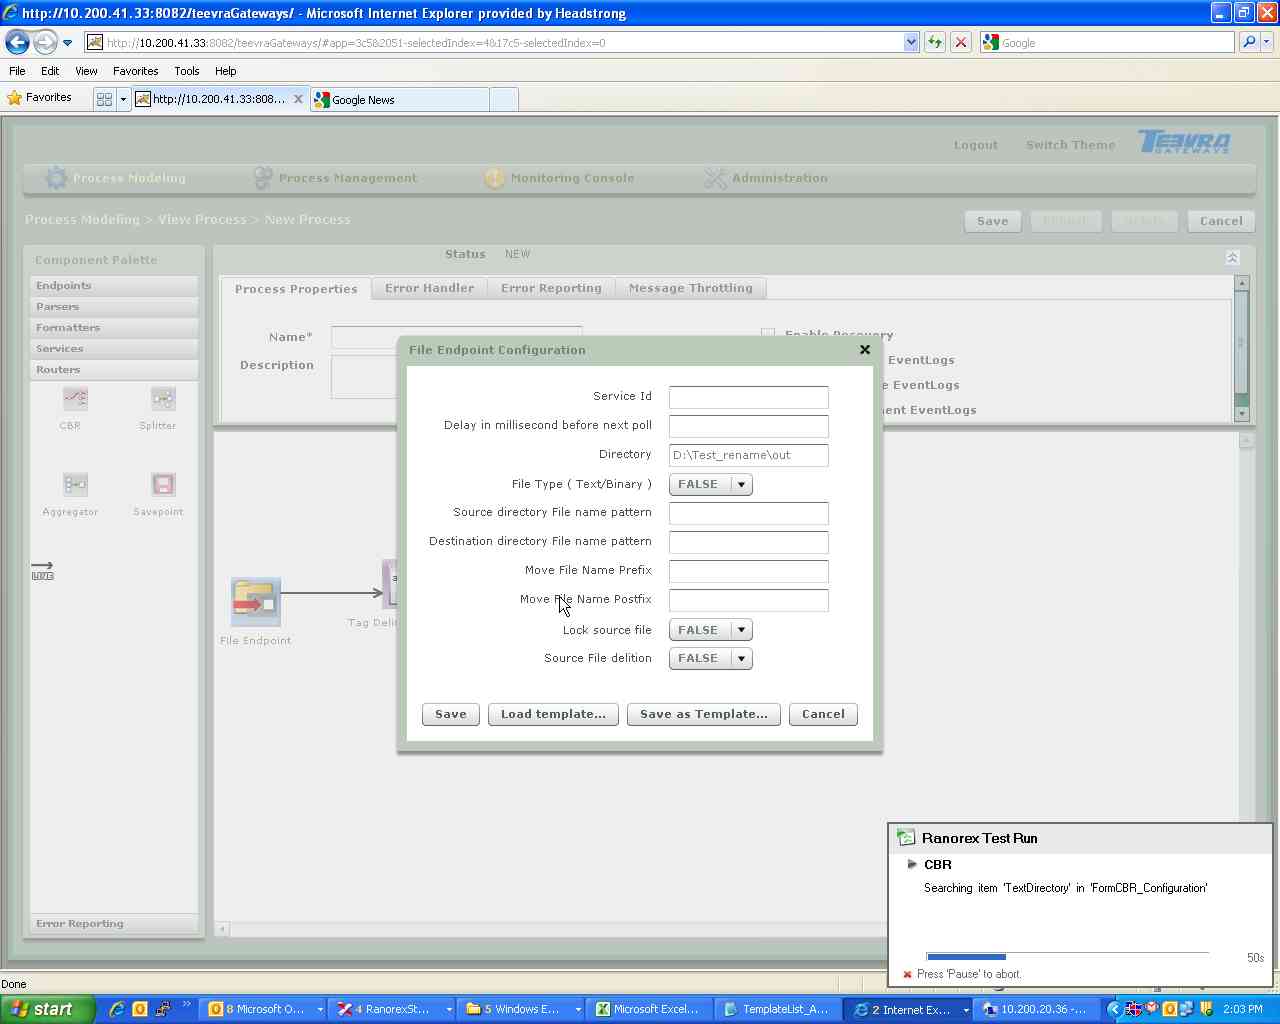 http://10.200.41.33:8082/teevraGateways/ - Microsoft Internet Explorer provided by Headstrong
http://10.200.41.33:8082/teevraGateways/#app=3c5&2051-selectedIndex=4&17c5-selectedIndex=0
Google
File Edit View Favorites Tools Help
Favorites
http://10.200.41.33:808...
Google News
Logout Switch Theme TEEVRA GATEWAYS
Process Modeling Process Management Monitoring Console Administration
Process Modeling > View Process > New Process
Save Delete Cancel
Component Palette
Status NEW
Endpoints
Parsers
Formatters
Services
Routers
CBR Splitter
Aggregator Savepoint
Error Reporting
Process Properties Error Handler Error Reporting Message Throttling
Name*
Enable Recovery
Description
EventLogs
e EventLogs
ent EventLogs
File Endpoint
Tag Deli
File Endpoint Configuration
Service Id
Delay in millisecond before next poll
Directory D:\Test_rename\out
File Type ( Text/Binary ) FALSE
Source directory File name pattern
Destination directory File name pattern
Move File Name Prefix
Move File Name Postfix
Lock source file FALSE
Source File delition FALSE
Save Load template... Save as Template... Cancel
Ranorex Test Run
CBR
Searching item 'TextDirectory' in 'FormCBR_Configuration'
50s
Press 'Pause' to abort.
Done
start
8 Microsoft O...
4 RanorexSt...
5 Windows E...
Microsoft Excel...
TemplateList_A...
2 Internet Ex...
10.200.20.36 -...
2:03 PM